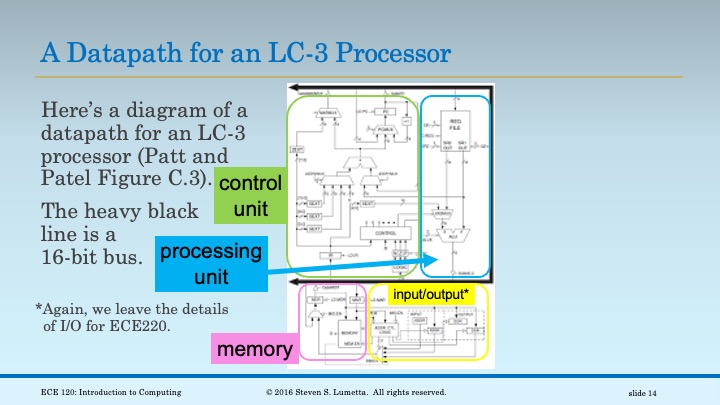 A Datapath for an LC-3 Processor
Here’s a diagram of a
datapath for an LC-3
processor (Patt and
Patel Figure C.3).
The heavy black
line is a
16-bit bus.
*Again, we leave the details
of I/O for ECE220.
control
unit
processing
unit
memory
input/output*
REG
FILE
CONTROL
MEMORY
ECE 120: Introduction to Computing
© 2016 Steven S. Lumetta. All rights reserved.
slide 14